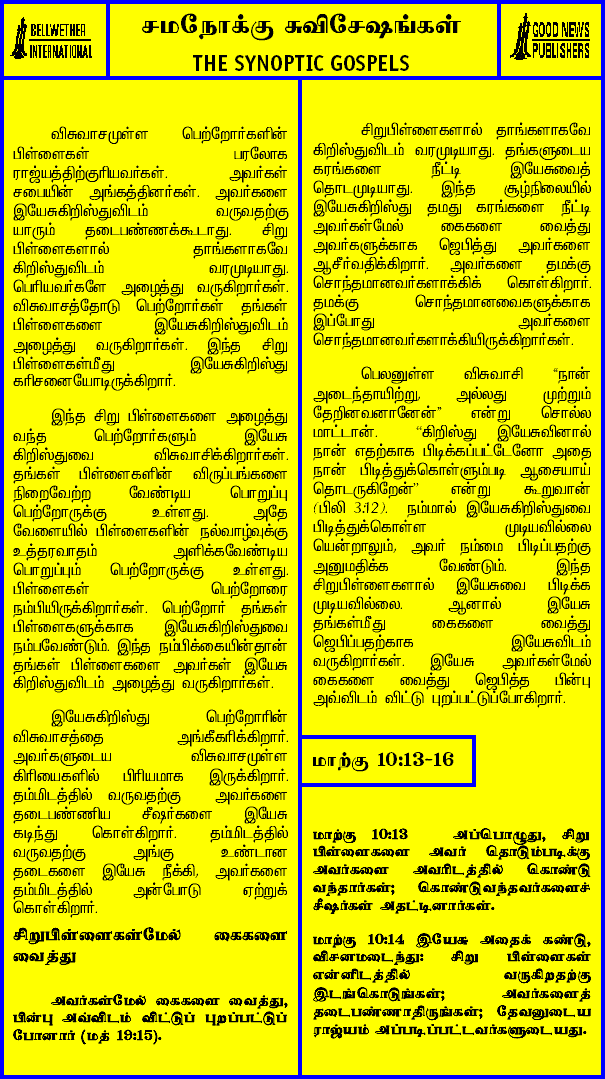 BELLWETHER
INTERNATIONAL
சமநோக்கு சுவிசேஷங்கள்
THE SYNOPTIC GOSPELS
GOOD NEWS
PUBLISHERS
விசுவாசமுள்ள பெற்றோர்களின்
பிள்ளைகள் பரலோக
ராஜ்யத்திற்குரியவர்கள். அவர்கள்
சபையின் அங்கத்தினர்கள். அவர்களை
இயேசுகிறிஸ்துவிடம் வருவதற்கு
யாரும் தடைபண்ணக்கூடாது. சிறு
பிள்ளைகளால் தாங்களாகவே
கிறிஸ்துவிடம் வரமுடியாது.
பெரியவர்களே அழைத்து வருகிறார்கள்.
விசுவாசத்தோடு பெற்றோர்கள் தங்கள்
பிள்ளைகளை இயேசுகிறிஸ்துவிடம்
அழைத்து வருகிறார்கள். இந்த சிறு
பிள்ளைகள்மீது இயேசுகிறிஸ்து
கரிசனையோடிருக்கிறார்.
இந்த சிறு பிள்ளைகளை அழைத்து
வந்த பெற்றோர்களும் இயேசு
கிறிஸ்துவை விசுவாசிக்கிறார்கள்.
தங்கள் பிள்ளைகளின் விருப்பங்களை
நிறைவேற்ற வேண்டிய பொறுப்பு
பெற்றோருக்கு உள்ளது. அதே
வேளையில் பிள்ளைகளின் நல்வாழ்வுக்கு
உத்தரவாதம் அளிக்கவேண்டிய
பொறுப்பும் பெற்றோருக்கு உள்ளது.
பிள்ளைகள் பெற்றோரை
நம்பியிருக்கிறார்கள். பெற்றோர் தங்கள்
பிள்ளைகளுக்காக இயேசுகிறிஸ்துவை
நம்பவேண்டும். இந்த நம்பிக்கையின்தான்
தங்கள் பிள்ளைகளை அவர்கள் இயேசு
கிறிஸ்துவிடம் அழைத்து வருகிறார்கள்.
இயேசுகிறிஸ்து பெற்றோரின்
விசுவாசத்தை அங்கீகரிக்கிறார்.
அவர்களுடைய விசுவாசமுள்ள
கிரியைகளில் பிரியமாக இருக்கிறார்.
தம்மிடத்தில் வருவதற்கு அவர்களை
தடைபண்ணிய சீஷர்களை இயேசு
கடிந்து கொள்கிறார். தம்மிடத்தில்
வருவதற்கு அங்கு உண்டான
தடைகளை இயேசு நீக்கி, அவர்களை
தம்மிடத்தில் அன்போடு ஏற்றுக்
கொள்கிறார்.
சிறுபிள்ளைகள்மேல் கைகளை
வைத்து
அவர்கள்மேல் கைகளை வைத்து,
பின்பு அவ்விடம் விட்டுப் புறப்பட்டுப்
போனார் (மத் 19:15).
சிறுபிள்ளைகளால் தாங்களாகவே
கிறிஸ்துவிடம் வரமுடியாது. தங்களுடைய
கரங்களை நீட்டி இயேசுவைத்
தொடமுடியாது. இந்த சூழ்நிலையில்
இயேசுகிறிஸ்து தமது கரங்களை நீட்டி
அவர்கள்மேல் கைகளை வைத்து
அவர்களுக்காக ஜெபித்து அவர்களை
ஆசீர்வதிக்கிறார். அவர்களை தமக்கு
சொந்தமானவர்களாக்கிக் கொள்கிறார்.
தமக்கு சொந்தமானவைகளுக்காக
இப்போது அவர்களை
சொந்தமானவர்களாக்கியிருக்கிறார்கள்.
பெலனுள்ள விசுவாசி “நான்
அடைந்தாயிற்று, அல்லது முற்றும்
தேறினவனானேன்” என்று சொல்ல
மாட்டான். “கிறிஸ்து இயேசுவினால்
நான் எதற்காக பிடிக்கப்பட்டேனோ அதை
நான் பிடித்துக்கொள்ளும்படி ஆசையாய்
தொடருகிறேன்” என்று கூறுவான்
(பிலி 3:12). நம்மால் இயேசுகிறிஸ்துவை
பிடித்துக்கொள்ள முடியவில்லை
யென்றாலும், அவர் நம்மை பிடிப்பதற்கு
அனுமதிக்க வேண்டும். இந்த
சிறுபிள்ளைகளால் இயேசுவை பிடிக்க
முடியவில்லை. ஆனால் இயேசு
தங்கள்மீது கைகளை வைத்து
ஜெபிப்பதற்காக இயேசுவிடம்
வருகிறார்கள். இயேசு அவர்கள்மேல்
கைகளை வைத்து ஜெபித்த பின்பு
அவ்விடம் விட்டு புறப்பட்டுப்போகிறார்.
மாற்கு 10:13-16
மாற்கு 10:13 அப்பொழுது, சிறு
பிள்ளைகளை அவர் தொடும்படிக்கு
அவர்களை அவரிடத்தில் கொண்டு
வந்தார்கள்; கொண்டுவந்தவர்களைச்
சீஷர்கள் அதட்டினார்கள்.
மாற்கு 10:14 இயேசு அதைக் கண்டு,
விசனமடைந்து: சிறு பிள்ளைகள்
என்னிடத்தில் வருகிறதற்கு
இடங்கொடுங்கள்; அவர்களைத்
தடைபண்ணாதிருங்கள்; தேவனுடைய
ராஜ்யம் அப்படிப்பட்டவர்களுடையது.